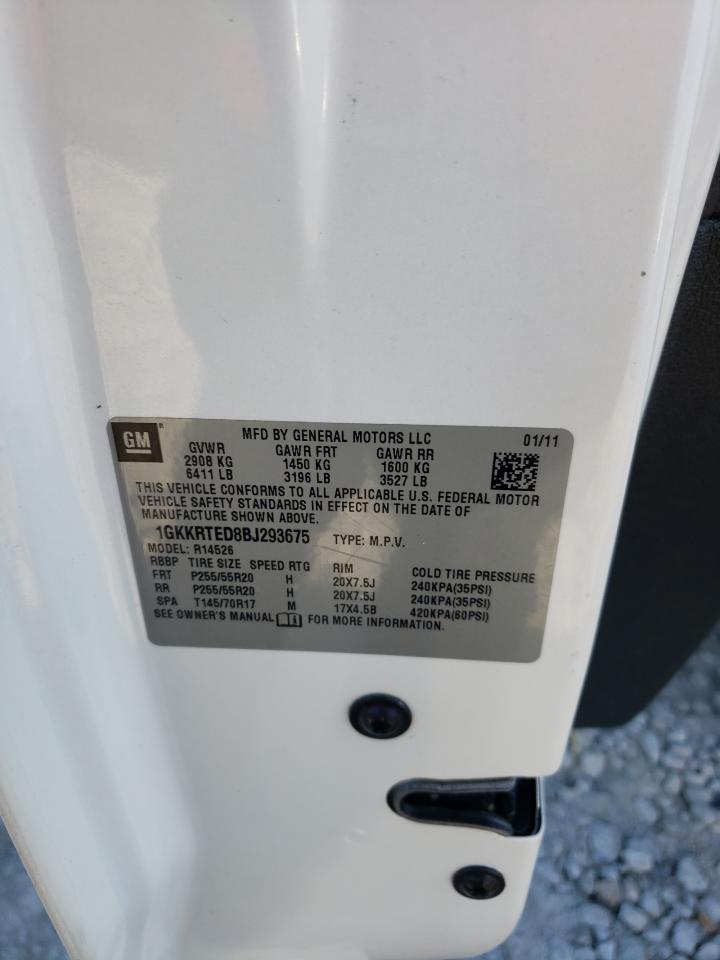 GM® MFD BY GENERAL MOTORS LLC 01/11
GVWR GAWR FRT GAWR RR
2908 KG 1450 KG 1600 KG
6411 LB 3196 LB 3527 LB
THIS VEHICLE CONFORMS TO ALL APPLICABLE U.S. FEDERAL MOTOR
VEHICLE SAFETY STANDARDS IN EFFECT ON THE DATE OF
MANUFACTURE SHOWN ABOVE.
1GKKRTED8BJ293675 TYPE: M.P.V.
MODEL: R14526
RBBP TIRE SIZE SPEED RTG RIM COLD TIRE PRESSURE
FRT P255/55R20 H 20X7.5J 240KPA(35PSI)
RR P255/55R20 H 20X7.5J 240KPA(35PSI)
SPA T145/70R17 M 17X4.5B 420KPA(60PSI)
SEE OWNER'S MANUAL FOR MORE INFORMATION.